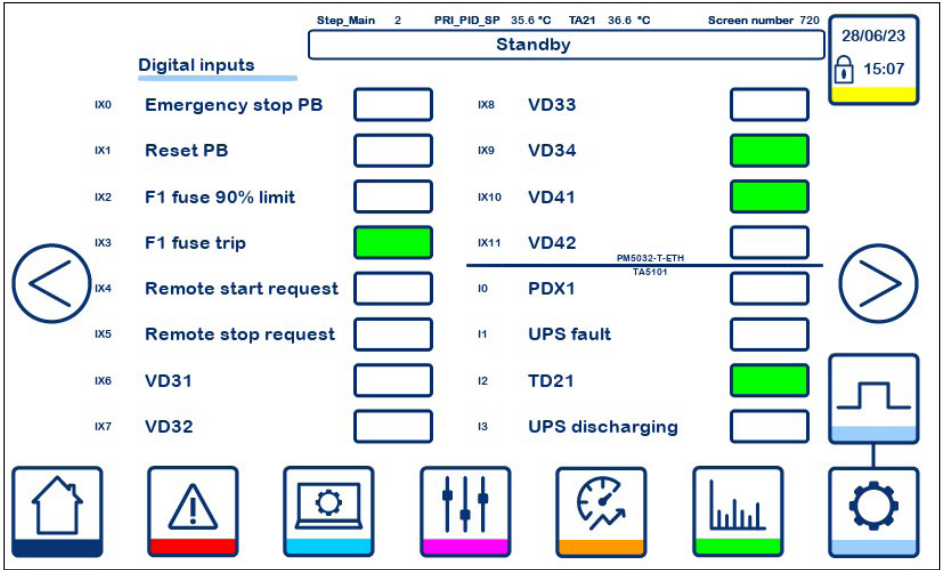 Step_Main 2 PRI_PID_SP 35.6 °C TA21 36.6 °C Screen number 720
Standby
28/06/23
15:07
Digital inputs
IX0 Emergency stop PB
IX1 Reset PB
IX2 F1 fuse 90% limit
IX3 F1 fuse trip
IX4 Remote start request
IX5 Remote stop request
IX6 VD31
IX7 VD32
IX8 VD33
IX9 VD34
IX10 VD41
IX11 VD42
PM5032-T-ETH
TA5101
I0 PDX1
I1 UPS fault
I2 TD21
I3 UPS discharging